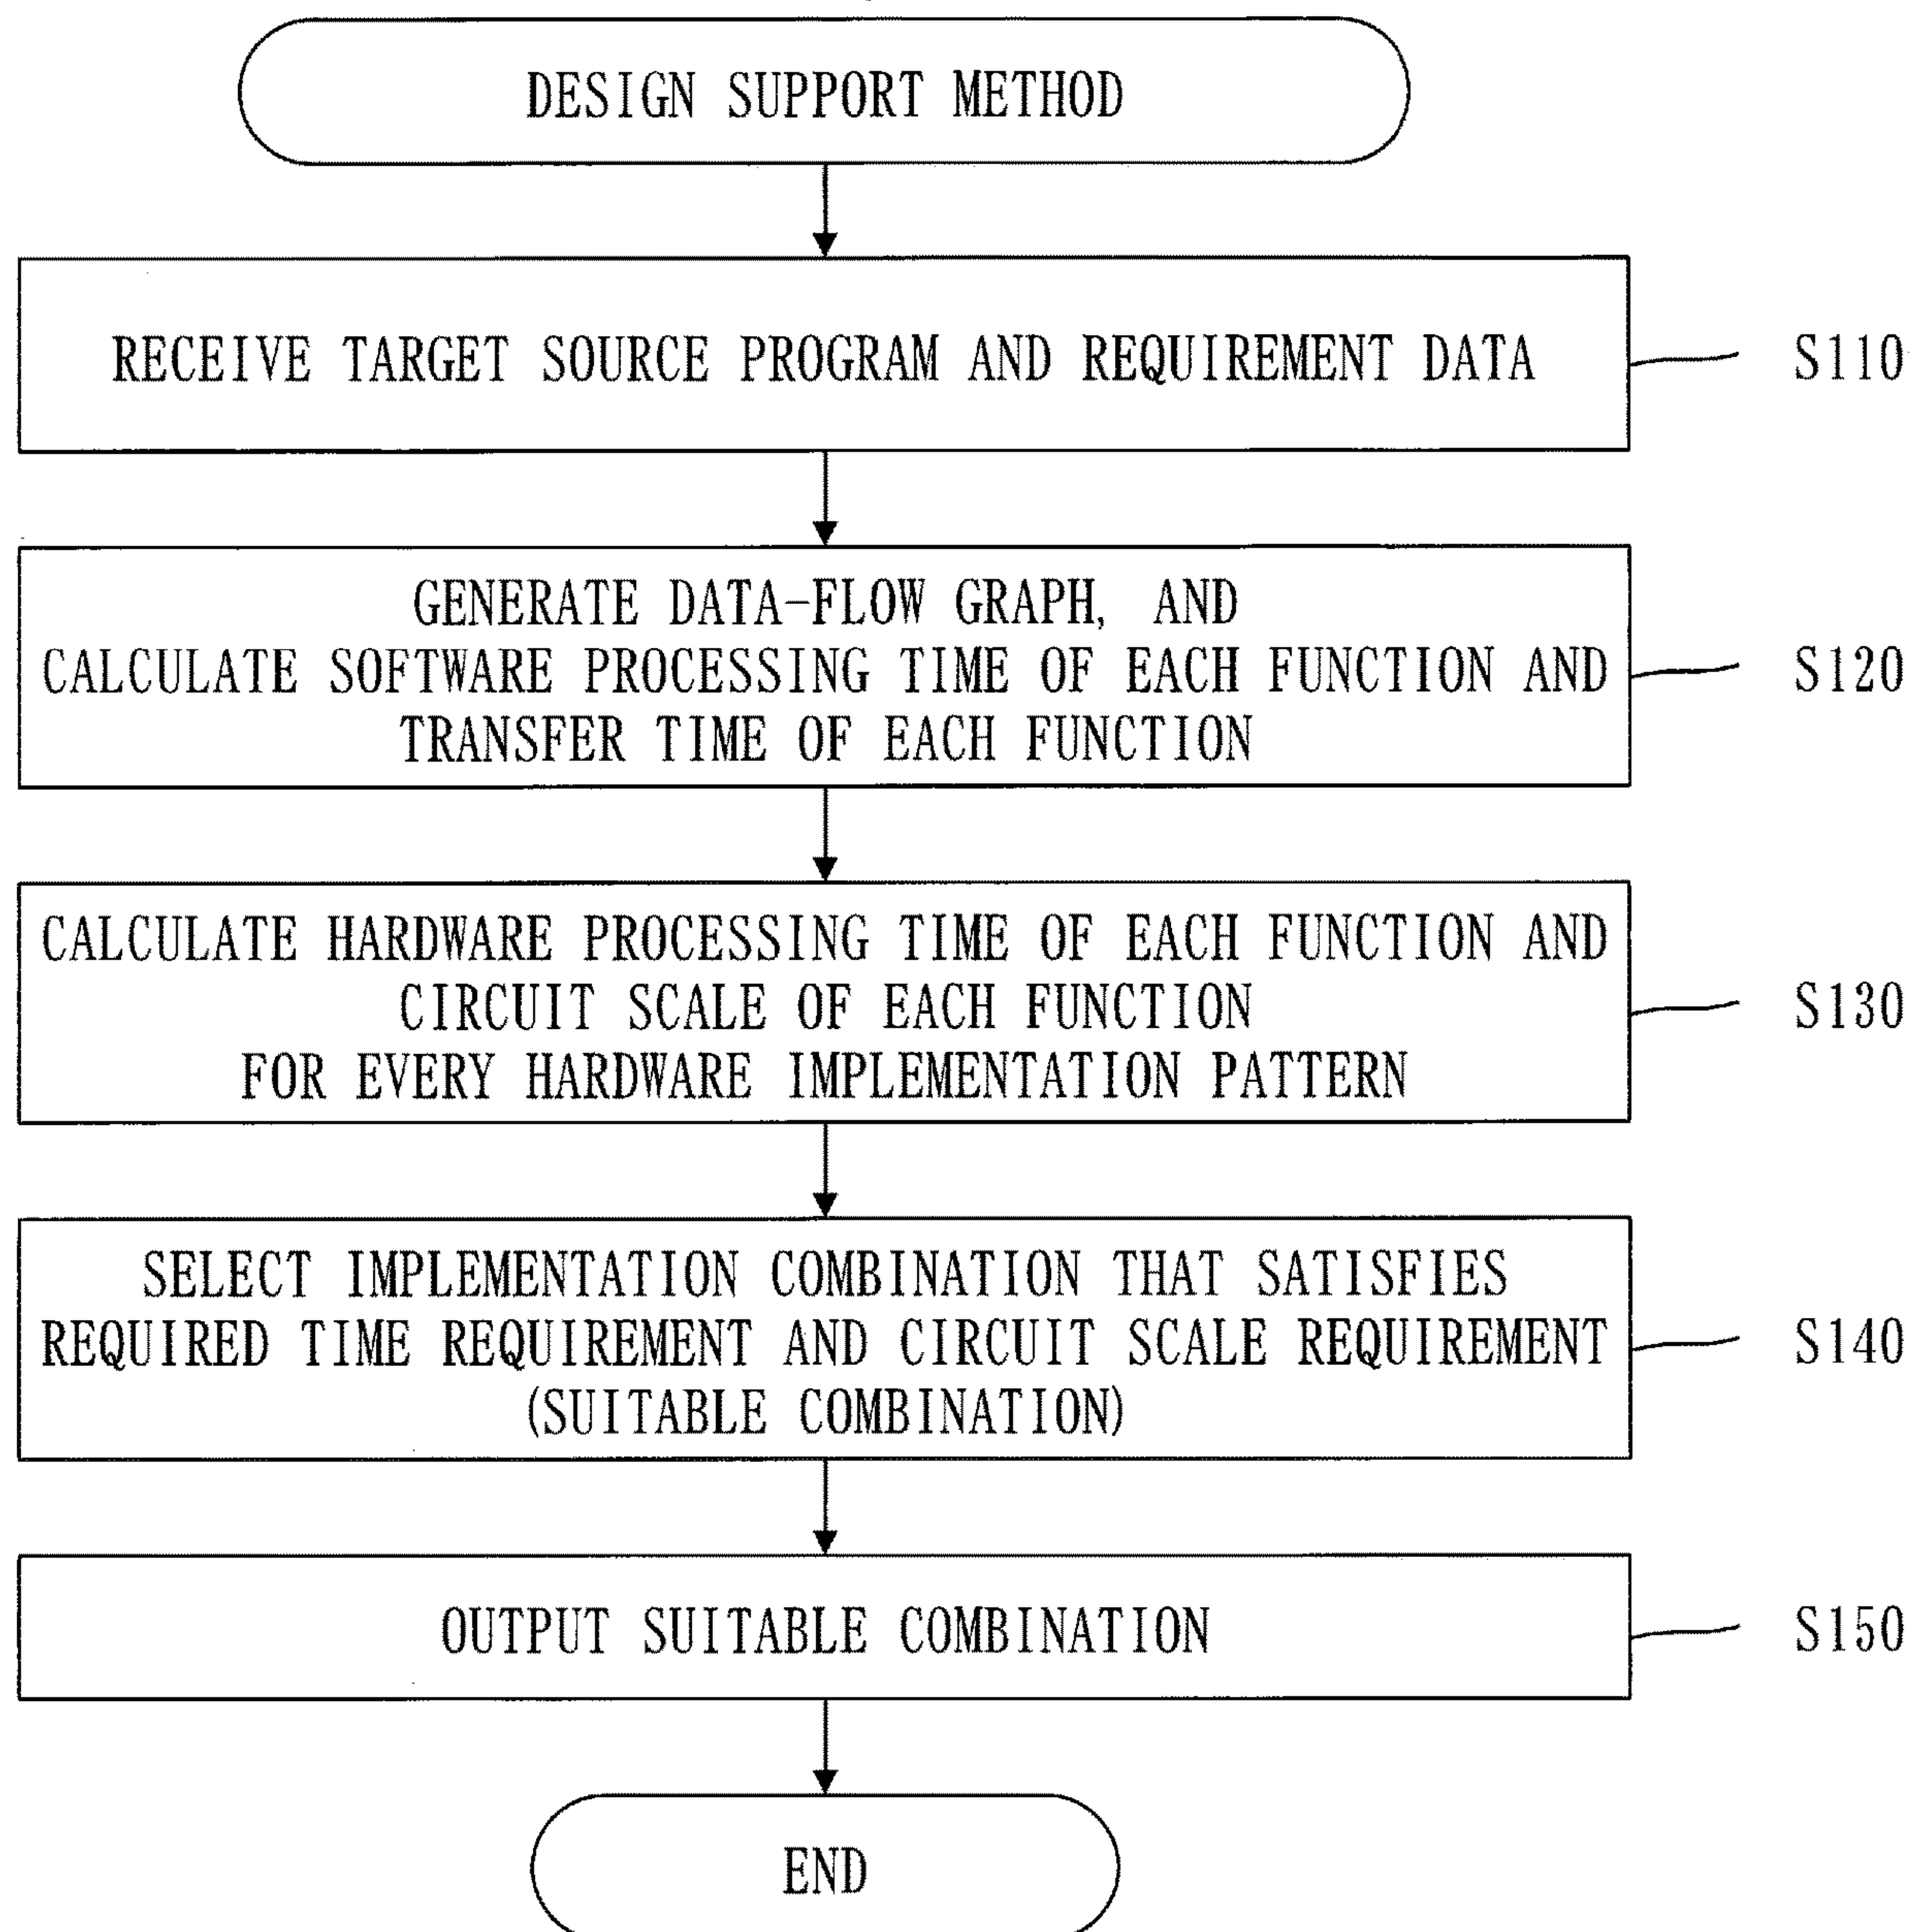 DESIGN SUPPORT METHOD
RECEIVE TARGET SOURCE PROGRAM AND REQUIREMENT DATA
S110
GENERATE DATA-FLOW GRAPH, AND
CALCULATE SOFTWARE PROCESSING TIME OF EACH FUNCTION AND
TRANSFER TIME OF EACH FUNCTION
S120
CALCULATE HARDWARE PROCESSING TIME OF EACH FUNCTION AND
CIRCUIT SCALE OF EACH FUNCTION
FOR EVERY HARDWARE IMPLEMENTATION PATTERN
S130
SELECT IMPLEMENTATION COMBINATION THAT SATISFIES
REQUIRED TIME REQUIREMENT AND CIRCUIT SCALE REQUIREMENT
(SUITABLE COMBINATION)
S140
OUTPUT SUITABLE COMBINATION
S150
END